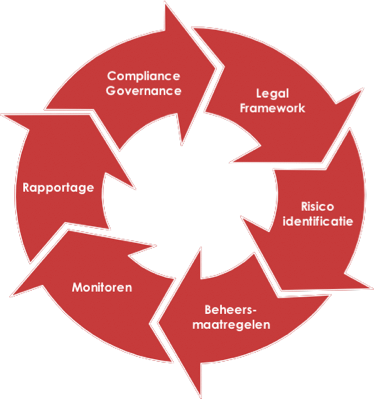 Compliance
Governance
Legal
Framework
Risico
identificatie
Beheers-
maatregelen
Monitoren
Rapportage